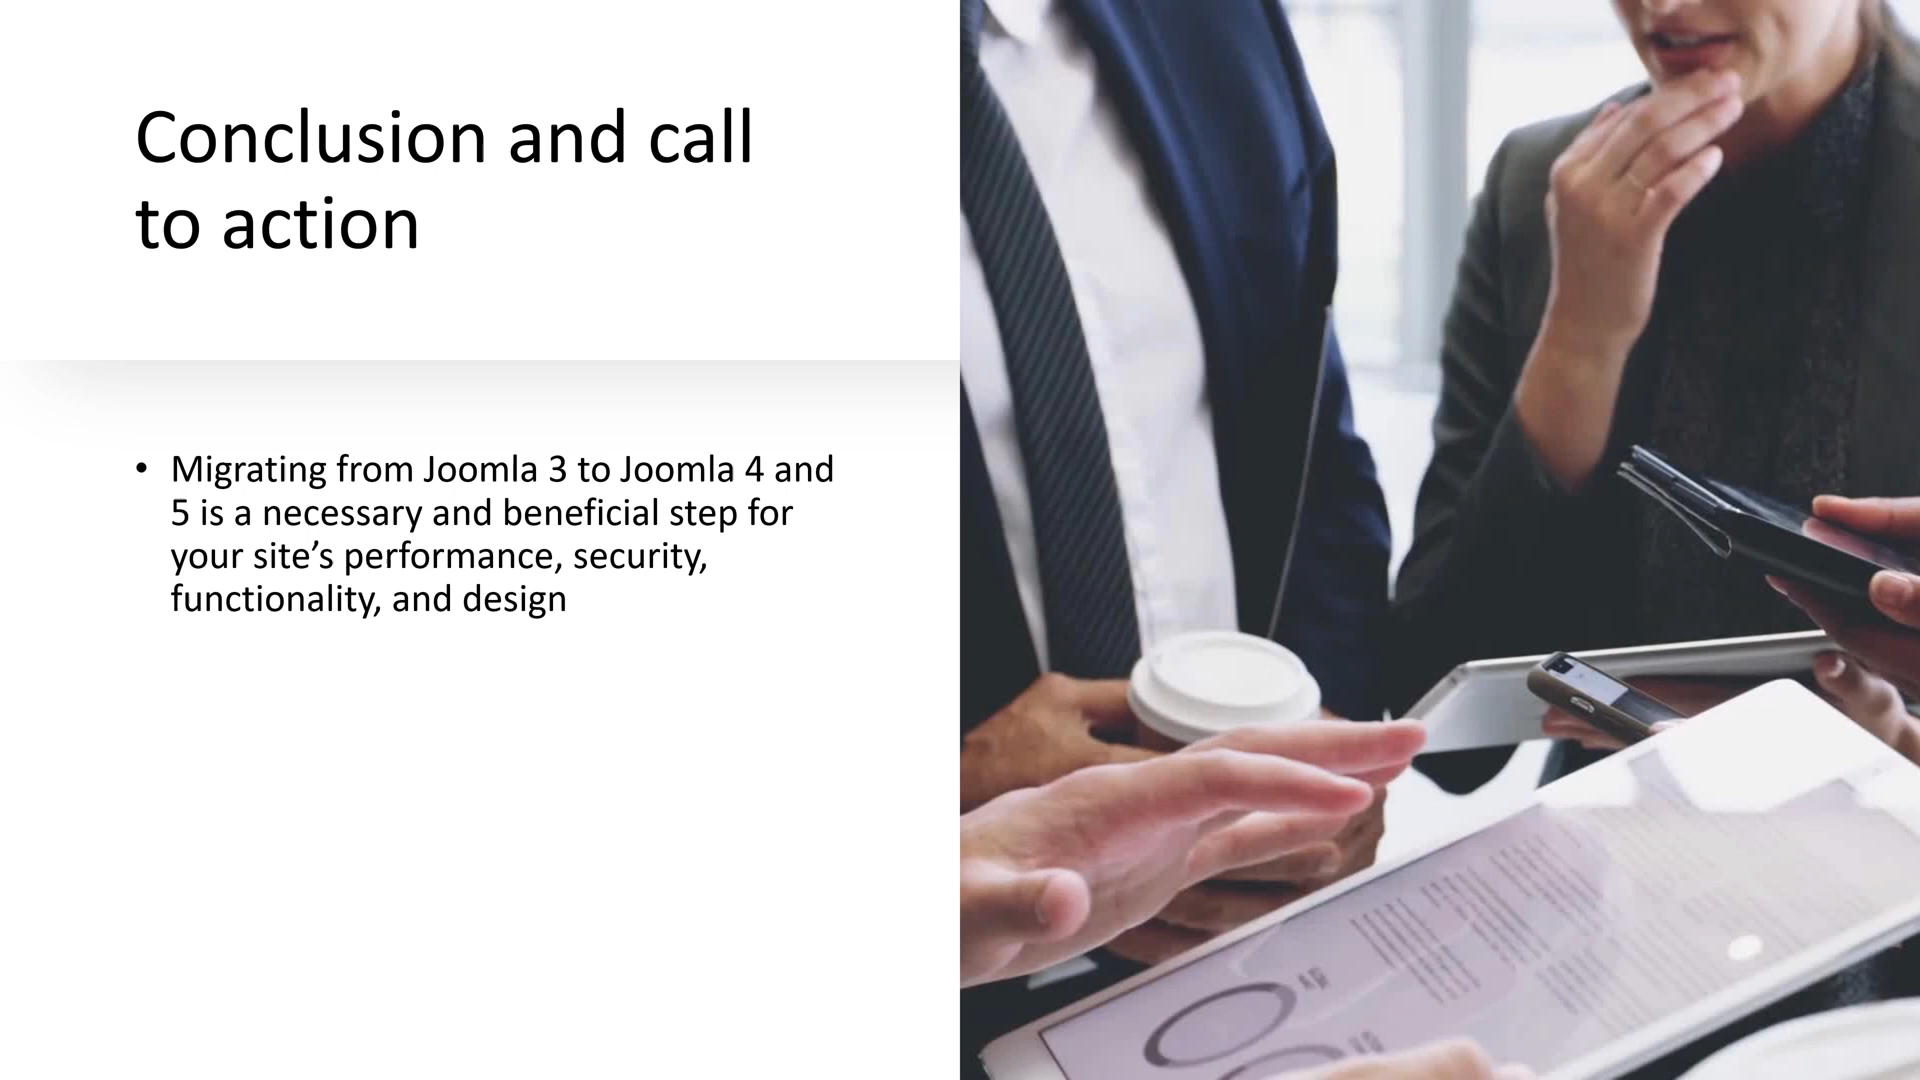 Conclusion and call
to action
• Migrating from Joomla 3 to Joomla 4 and
5 is a necessary and beneficial step for
your site’s performance, security,
functionality, and design